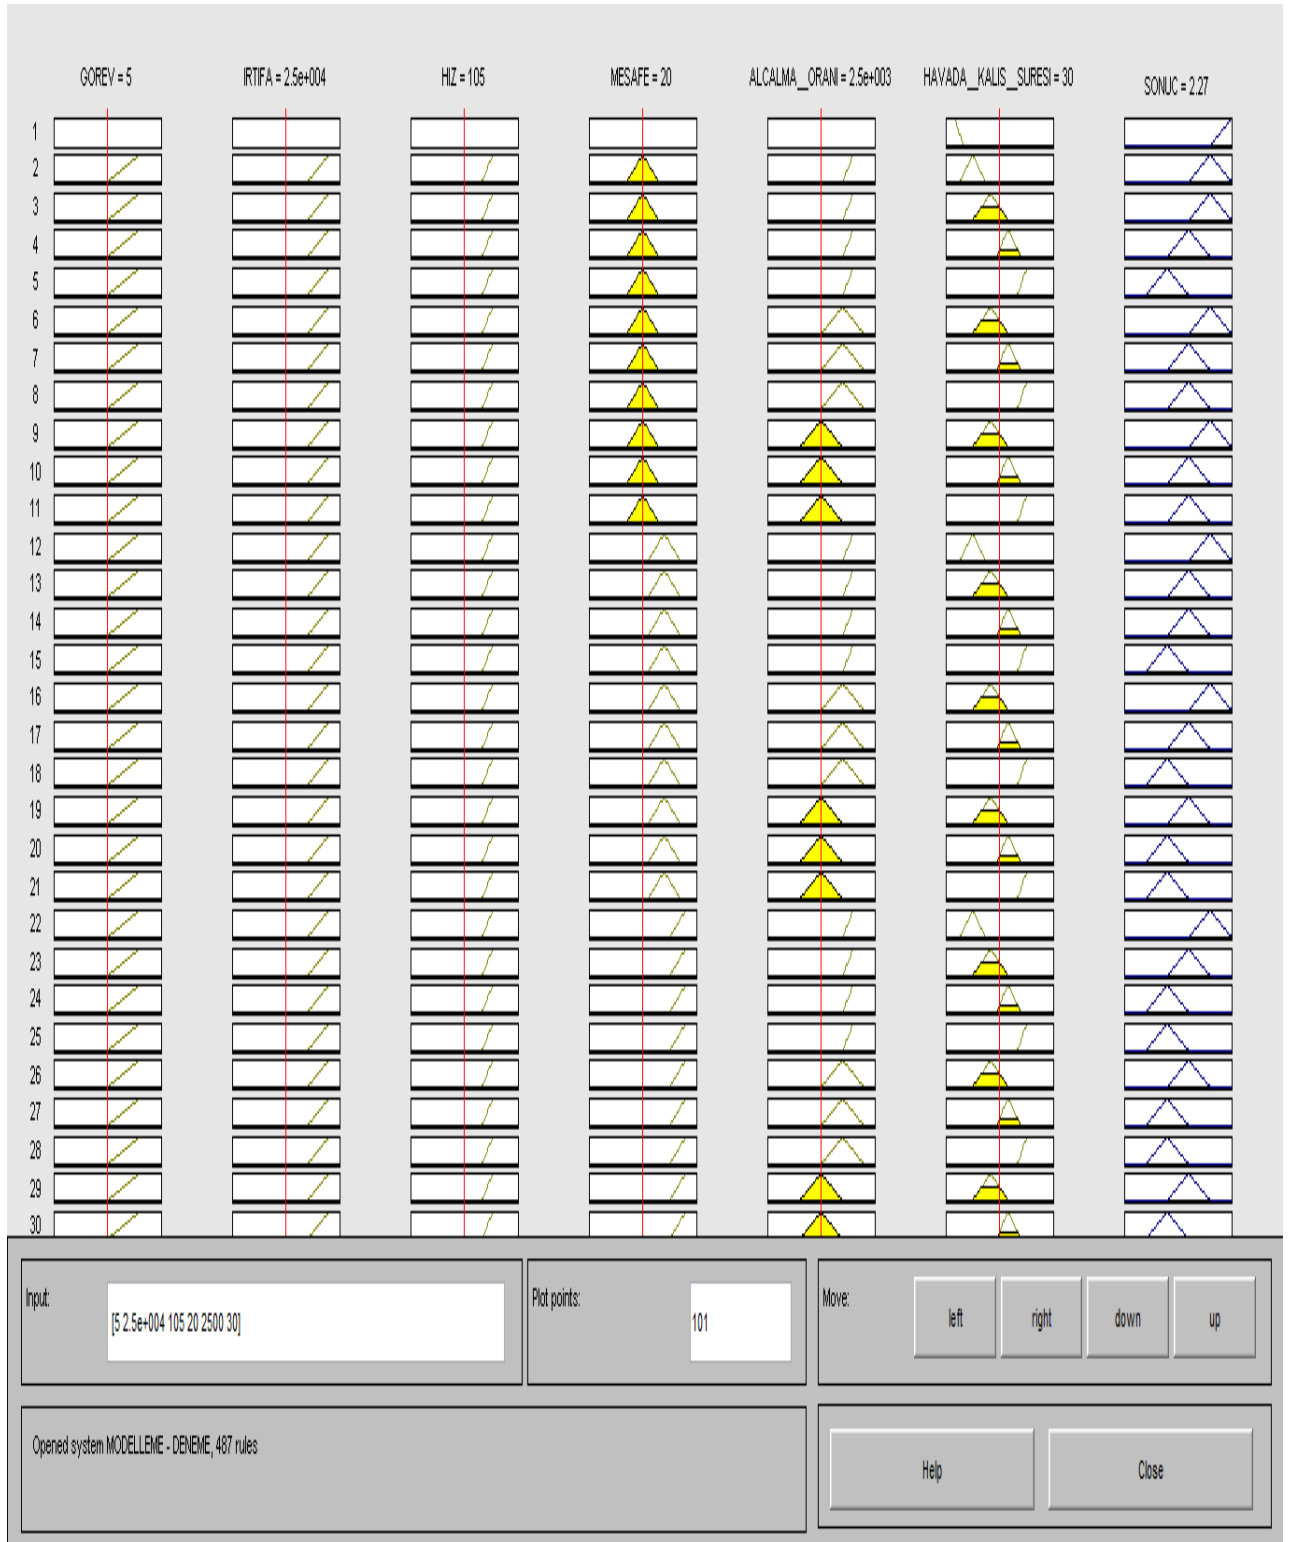 GOREV = 5
IRTIFA = 2.5e+004
HIZ = 105
MESAFE = 20
ALCALMA__ORANI = 2.5e+003
HAVADA__KALIS__SURESI = 30
SONUC = 2.27
1
2
3
4
5
6
7
8
9
10
11
12
13
14
15
16
17
18
19
20
21
22
23
24
25
26
27
28
29
30
Input:
[5 2.5e+004 105 20 2500 30]
Plot points:
101
Move:
left
right
down
up
Opened system MODELLEME - DENEME, 487 rules
Help
Close